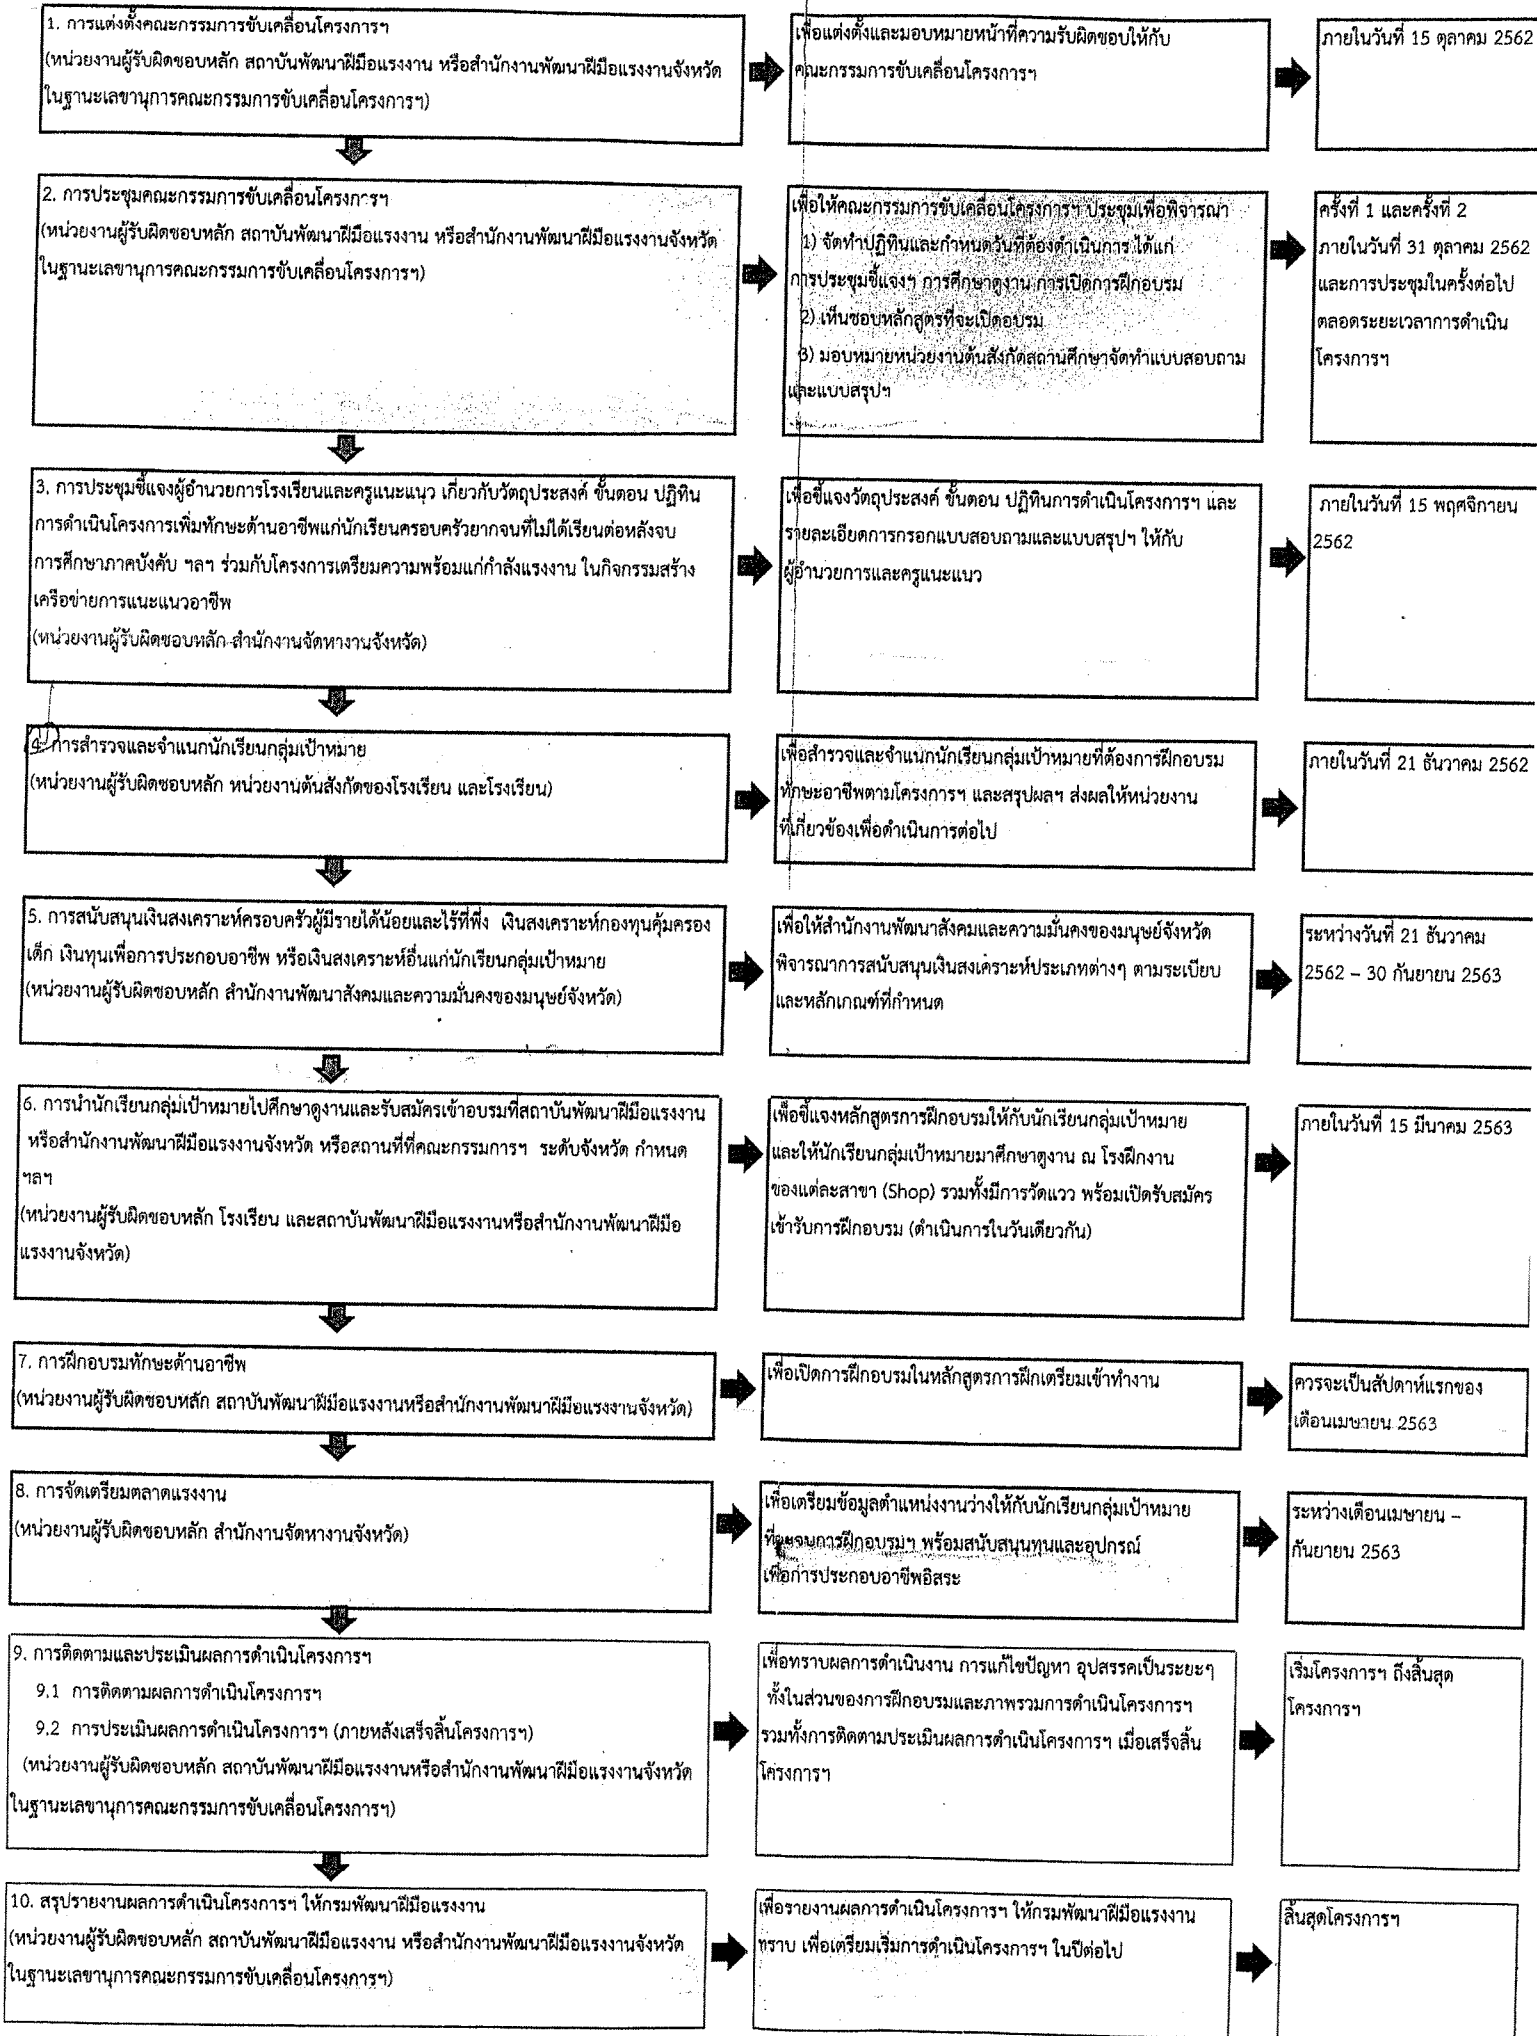 1. การแต่งตั้งคณะกรรมการขับเคลื่อนโครงการฯ
(หน่วยงานผู้รับผิดชอบหลัก สถาบันพัฒนาฝีมือแรงงาน หรือสำนักงานพัฒนาฝีมือแรงงานจังหวัด
ในฐานะเลขานุการคณะกรรมการขับเคลื่อนโครงการฯ)
เพื่อแต่งตั้งและมอบหมายหน้าที่ความรับผิดชอบให้กับ
คณะกรรมการขับเคลื่อนโครงการฯ
ภายในวันที่ 15 ตุลาคม 2562
2. การประชุมคณะกรรมการขับเคลื่อนโครงการฯ
(หน่วยงานผู้รับผิดชอบหลัก สถาบันพัฒนาฝีมือแรงงาน หรือสำนักงานพัฒนาฝีมือแรงงานจังหวัด
ในฐานะเลขานุการคณะกรรมการขับเคลื่อนโครงการฯ)
เพื่อให้คณะกรรมการขับเคลื่อนโครงการฯ ประชุมเพื่อพิจารณา
1) จัดทำปฏิทินและกำหนดวันที่ต้องดำเนินการ ได้แก่
การประชุมชี้แจงฯ การศึกษาดูงาน การเปิดการฝึกอบรม
2) เห็นชอบหลักสูตรที่จะเปิดอบรม
3) มอบหมายหน่วยงานต้นสังกัดสถานศึกษาจัดทำแบบสอบถาม
และแบบสรุปฯ
ครั้งที่ 1 และครั้งที่ 2
ภายในวันที่ 31 ตุลาคม 2562
และการประชุมในครั้งต่อไป
ตลอดระยะเวลาการดำเนิน
โครงการฯ
3. การประชุมชี้แจงผู้อำนวยการโรงเรียนและครูแนะแนว เกี่ยวกับวัตถุประสงค์ ขั้นตอน ปฏิทิน
การดำเนินโครงการเพิ่มทักษะด้านอาชีพแก่นักเรียนครอบครัวยากจนที่ไม่ได้เรียนต่อหลังจบ
การศึกษาภาคบังคับ ฯลฯ ร่วมกับโครงการเตรียมความพร้อมแก่กำลังแรงงาน ในกิจกรรมสร้าง
เครือข่ายการแนะแนวอาชีพ
(หน่วยงานผู้รับผิดชอบหลัก สำนักงานจัดหางานจังหวัด)
เพื่อชี้แจงวัตถุประสงค์ ขั้นตอน ปฏิทินการดำเนินโครงการฯ และ
รายละเอียดการกรอกแบบสอบถามและแบบสรุปฯ ให้กับ
ผู้อำนวยการและครูแนะแนว
ภายในวันที่ 15 พฤศจิกายน
2562
4. การสำรวจและจำแนกนักเรียนกลุ่มเป้าหมาย
(หน่วยงานผู้รับผิดชอบหลัก หน่วยงานต้นสังกัดของโรงเรียน และโรงเรียน)
เพื่อสำรวจและจำแนกนักเรียนกลุ่มเป้าหมายที่ต้องการฝึกอบรม
ทักษะอาชีพตามโครงการฯ และสรุปผลฯ ส่งผลให้หน่วยงาน
ที่เกี่ยวข้องเพื่อดำเนินการต่อไป
ภายในวันที่ 21 ธันวาคม 2562
5. การสนับสนุนเงินสงเคราะห์ครอบครัวผู้มีรายได้น้อยและไร้ที่พึ่ง เงินสงเคราะห์กองทุนคุ้มครอง
เด็ก เงินทุนเพื่อการประกอบอาชีพ หรือเงินสงเคราะห์อื่นแก่นักเรียนกลุ่มเป้าหมาย
(หน่วยงานผู้รับผิดชอบหลัก สำนักงานพัฒนาสังคมและความมั่นคงของมนุษย์จังหวัด)
เพื่อให้สำนักงานพัฒนาสังคมและความมั่นคงของมนุษย์จังหวัด
พิจารณาการสนับสนุนเงินสงเคราะห์ประเภทต่างๆ ตามระเบียบ
และหลักเกณฑ์ที่กำหนด
ระหว่างวันที่ 21 ธันวาคม
2562 – 30 กันยายน 2563
6. การนำนักเรียนกลุ่มเป้าหมายไปศึกษาดูงานและรับสมัครเข้าอบรมที่สถาบันพัฒนาฝีมือแรงงาน
หรือสำนักงานพัฒนาฝีมือแรงงานจังหวัด หรือสถานที่ที่คณะกรรมการฯ ระดับจังหวัด กำหนด
ฯลฯ
(หน่วยงานผู้รับผิดชอบหลัก โรงเรียน และสถาบันพัฒนาฝีมือแรงงานหรือสำนักงานพัฒนาฝีมือ
แรงงานจังหวัด)
เพื่อชี้แจงหลักสูตรการฝึกอบรมให้กับนักเรียนกลุ่มเป้าหมาย
และให้นักเรียนกลุ่มเป้าหมายมาศึกษาดูงาน ณ โรงฝึกงาน
ของแต่ละสาขา (Shop) รวมทั้งมีการวัดแวว พร้อมเปิดรับสมัคร
เข้ารับการฝึกอบรม (ดำเนินการในวันเดียวกัน)
ภายในวันที่ 15 มีนาคม 2563
7. การฝึกอบรมทักษะด้านอาชีพ
(หน่วยงานผู้รับผิดชอบหลัก สถาบันพัฒนาฝีมือแรงงานหรือสำนักงานพัฒนาฝีมือแรงงานจังหวัด)
เพื่อเปิดการฝึกอบรมในหลักสูตรการฝึกเตรียมเข้าทำงาน
ควรจะเป็นสัปดาห์แรกของ
เดือนเมษายน 2563
8. การจัดเตรียมตลาดแรงงาน
(หน่วยงานผู้รับผิดชอบหลัก สำนักงานจัดหางานจังหวัด)
เพื่อเตรียมข้อมูลตำแหน่งงานว่างให้กับนักเรียนกลุ่มเป้าหมาย
ที่จะจบการฝึกอบรมฯ พร้อมสนับสนุนทุนและอุปกรณ์
เพื่อการประกอบอาชีพอิสระ
ระหว่างเดือนเมษายน –
กันยายน 2563
9. การติดตามและประเมินผลการดำเนินโครงการฯ
9.1 การติดตามผลการดำเนินโครงการฯ
9.2 การประเมินผลการดำเนินโครงการฯ (ภายหลังเสร็จสิ้นโครงการฯ)
(หน่วยงานผู้รับผิดชอบหลัก สถาบันพัฒนาฝีมือแรงงานหรือสำนักงานพัฒนาฝีมือแรงงานจังหวัด
ในฐานะเลขานุการคณะกรรมการขับเคลื่อนโครงการฯ)
เพื่อทราบผลการดำเนินงาน การแก้ไขปัญหา อุปสรรคเป็นระยะๆ
ทั้งในส่วนของการฝึกอบรมและภาพรวมการดำเนินโครงการฯ
รวมทั้งการติดตามประเมินผลการดำเนินโครงการฯ เมื่อเสร็จสิ้น
โครงการฯ
เริ่มโครงการฯ ถึงสิ้นสุด
โครงการฯ
10. สรุปรายงานผลการดำเนินโครงการฯ ให้กรมพัฒนาฝีมือแรงงาน
(หน่วยงานผู้รับผิดชอบหลัก สถาบันพัฒนาฝีมือแรงงาน หรือสำนักงานพัฒนาฝีมือแรงงานจังหวัด
ในฐานะเลขานุการคณะกรรมการขับเคลื่อนโครงการฯ)
เพื่อรายงานผลการดำเนินโครงการฯ ให้กรมพัฒนาฝีมือแรงงาน
ทราบ เพื่อเตรียมเริ่มการดำเนินโครงการฯ ในปีต่อไป
สิ้นสุดโครงการฯ